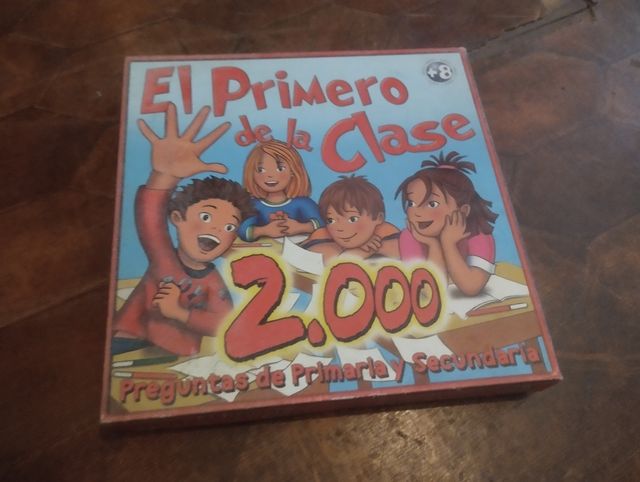 El Primero
de la Clase
+8
2.000
Preguntas de Primaria y Secundaria